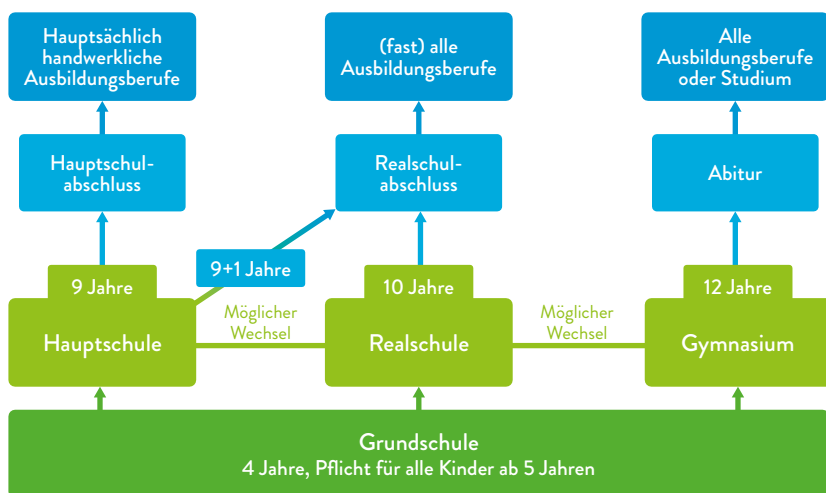 Hauptsächlich
handwerkliche
Ausbildungsberufe
(fast) alle
Ausbildungsberufe
Alle
Ausbildungsberufe
oder Studium
Hauptschul-
abschluss
Realschul-
abschluss
Abitur
9+1 Jahre
9 Jahre
10 Jahre
12 Jahre
Hauptschule
Möglicher
Wechsel
Realschule
Möglicher
Wechsel
Gymnasium
Grundschule
4 Jahre, Pflicht für alle Kinder ab 5 Jahren